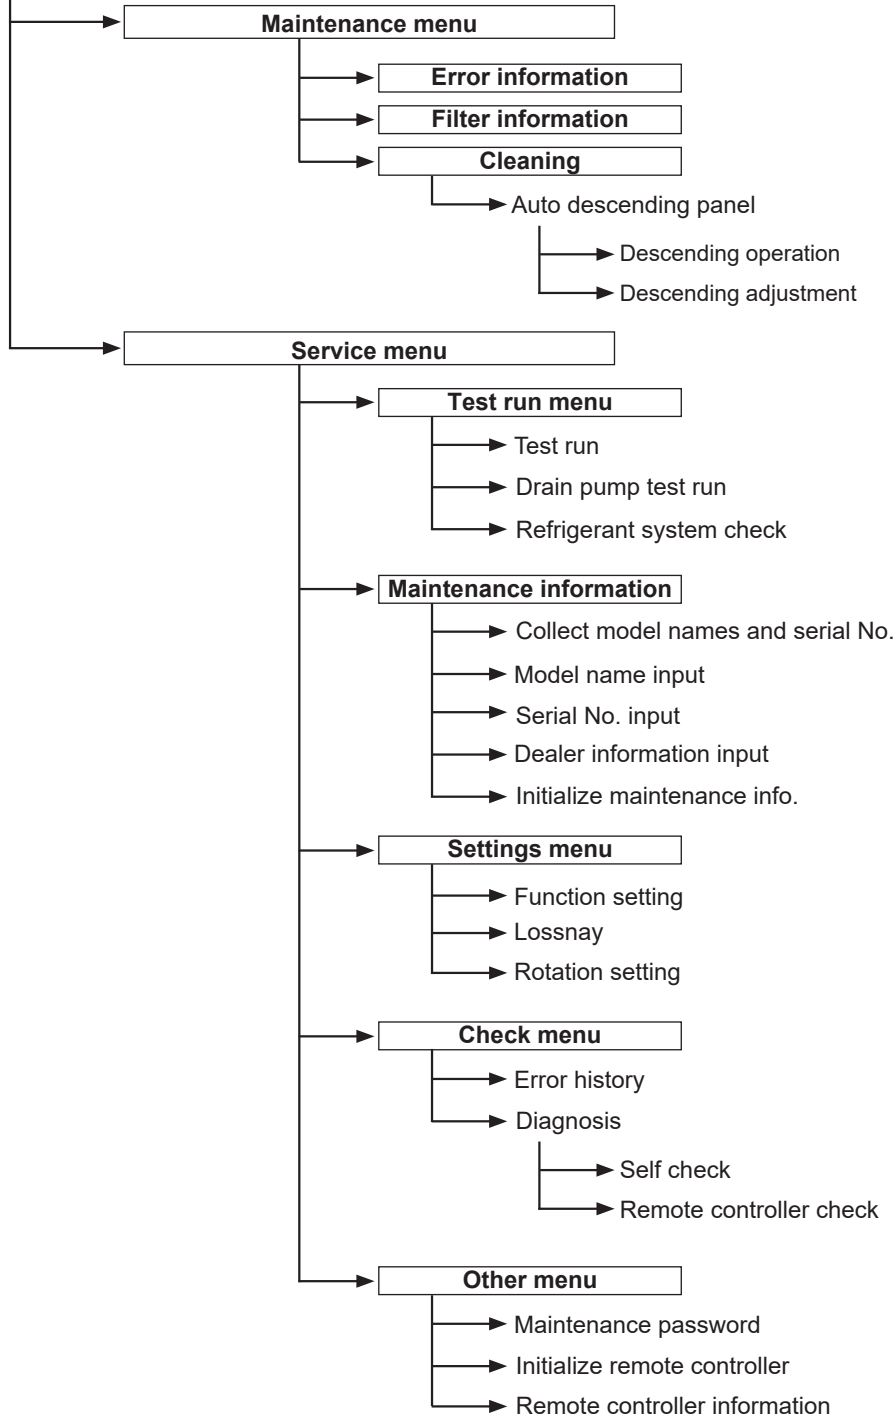 Maintenance menu
Error information
Filter information
Cleaning
Auto descending panel
Descending operation
Descending adjustment
Service menu
Test run menu
Test run
Drain pump test run
Refrigerant system check
Maintenance information
Collect model names and serial No.
Model name input
Serial No. input
Dealer information input
Initialize maintenance info.
Settings menu
Function setting
Lossnay
Rotation setting
Check menu
Error history
Diagnosis
Self check
Remote controller check
Other menu
Maintenance password
Initialize remote controller
Remote controller information